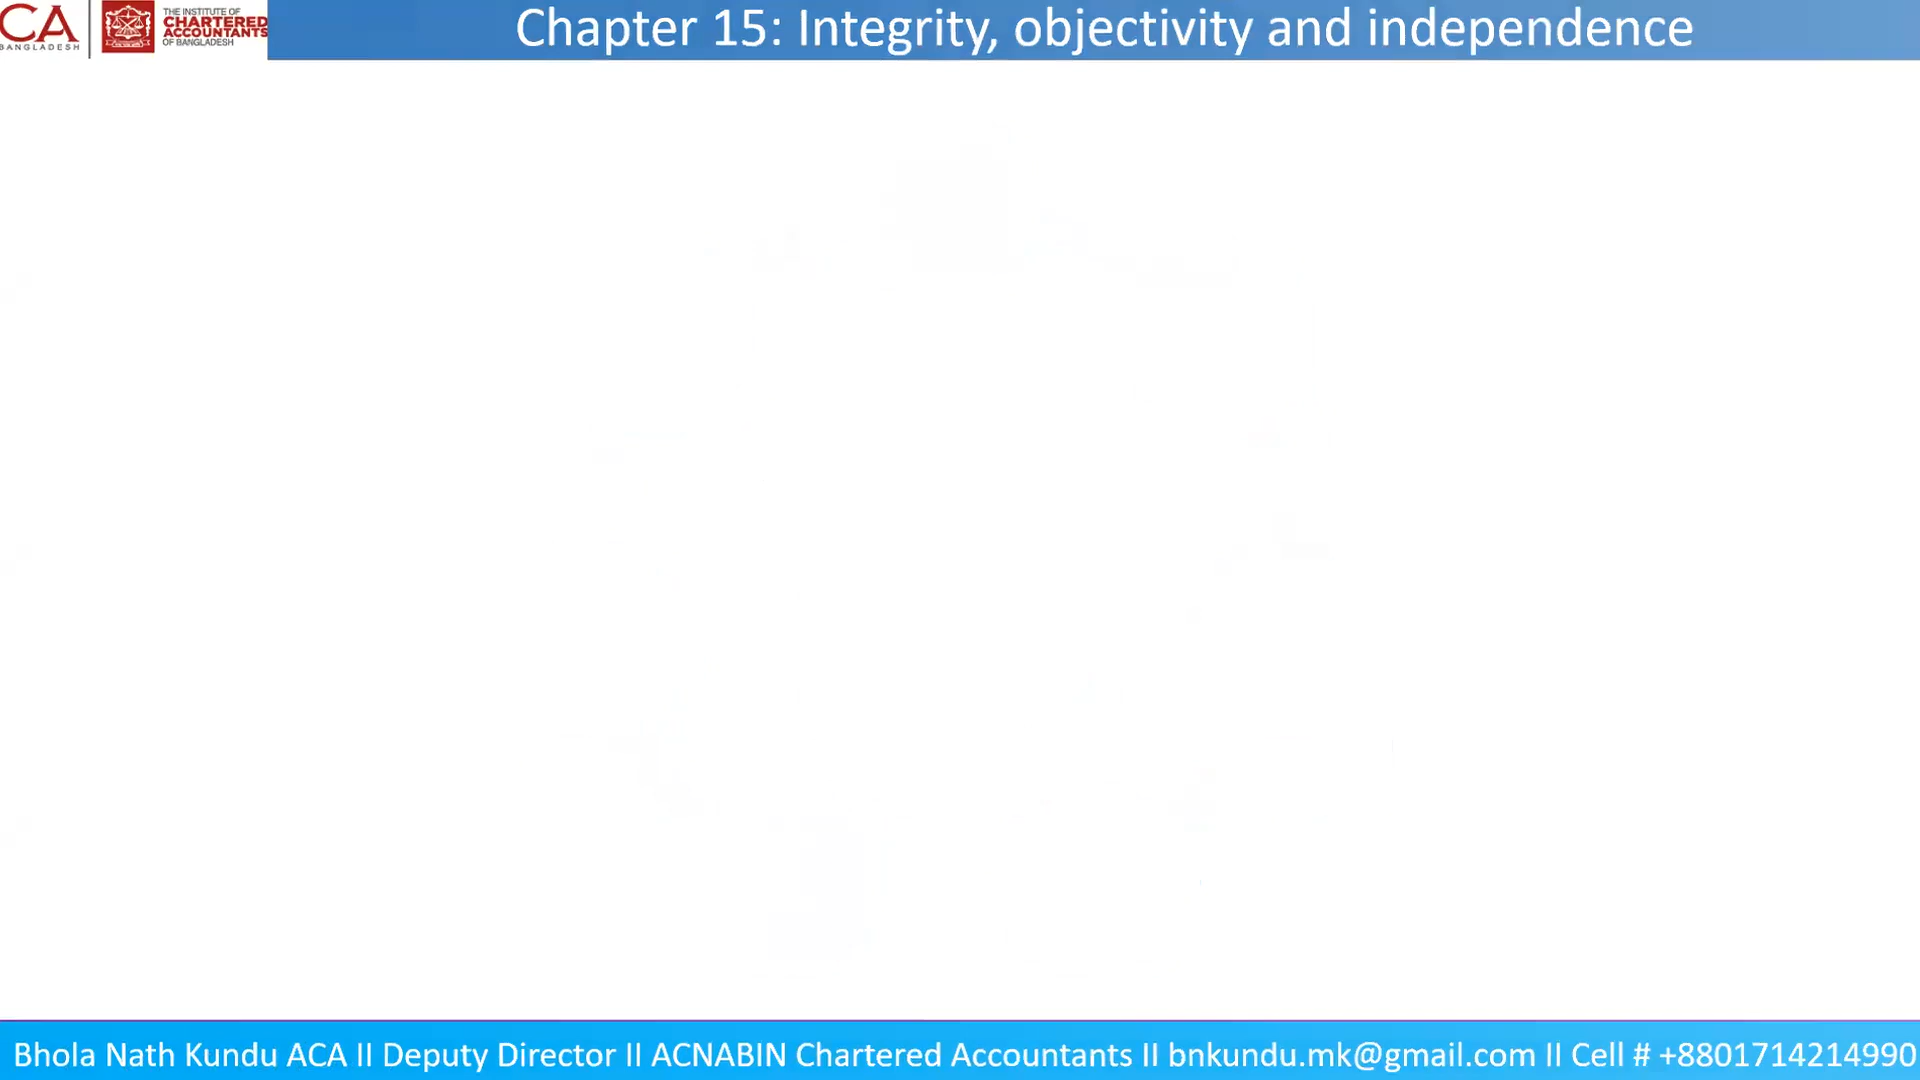 CA
BANGLADESH
THE INSTITUTE OF
CHARTERED
ACCOUNTANTS
OF BANGLADESH
Chapter 15: Integrity, objectivity and independence
Bhola Nath Kundu ACA II Deputy Director II ACNABIN Chartered Accountants II bnkundu.mk@gmail.com II Cell # +8801714214990